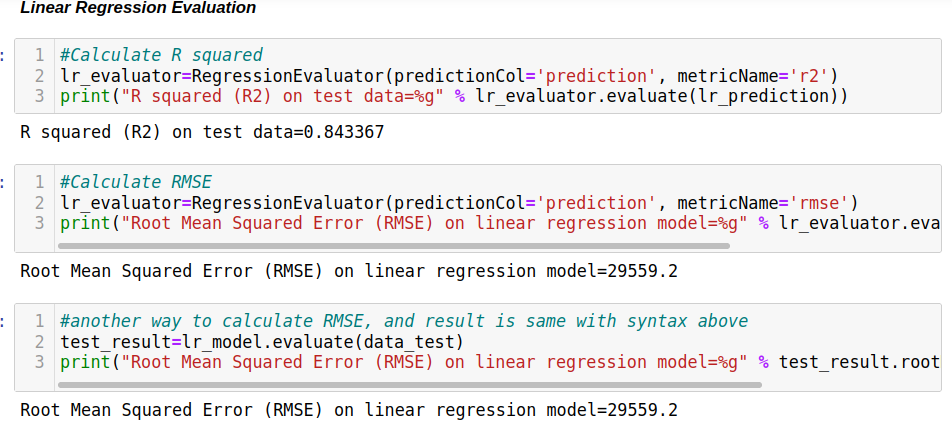 Linear Regression Evaluation
: 1 #Calculate R squared
2 lr_evaluator=RegressionEvaluator(predictionCol='prediction', metricName='r2')
3 print("R squared (R2) on test data=%g" % lr_evaluator.evaluate(lr_prediction))
R squared (R2) on test data=0.843367
: 1 #Calculate RMSE
2 lr_evaluator=RegressionEvaluator(predictionCol='prediction', metricName='rmse')
3 print("Root Mean Squared Error (RMSE) on linear regression model=%g" % lr_evaluator.eva
Root Mean Squared Error (RMSE) on linear regression model=29559.2
: 1 #another way to calculate RMSE, and result is same with syntax above
2 test_result=lr_model.evaluate(data_test)
3 print("Root Mean Squared Error (RMSE) on linear regression model=%g" % test_result.root
Root Mean Squared Error (RMSE) on linear regression model=29559.2